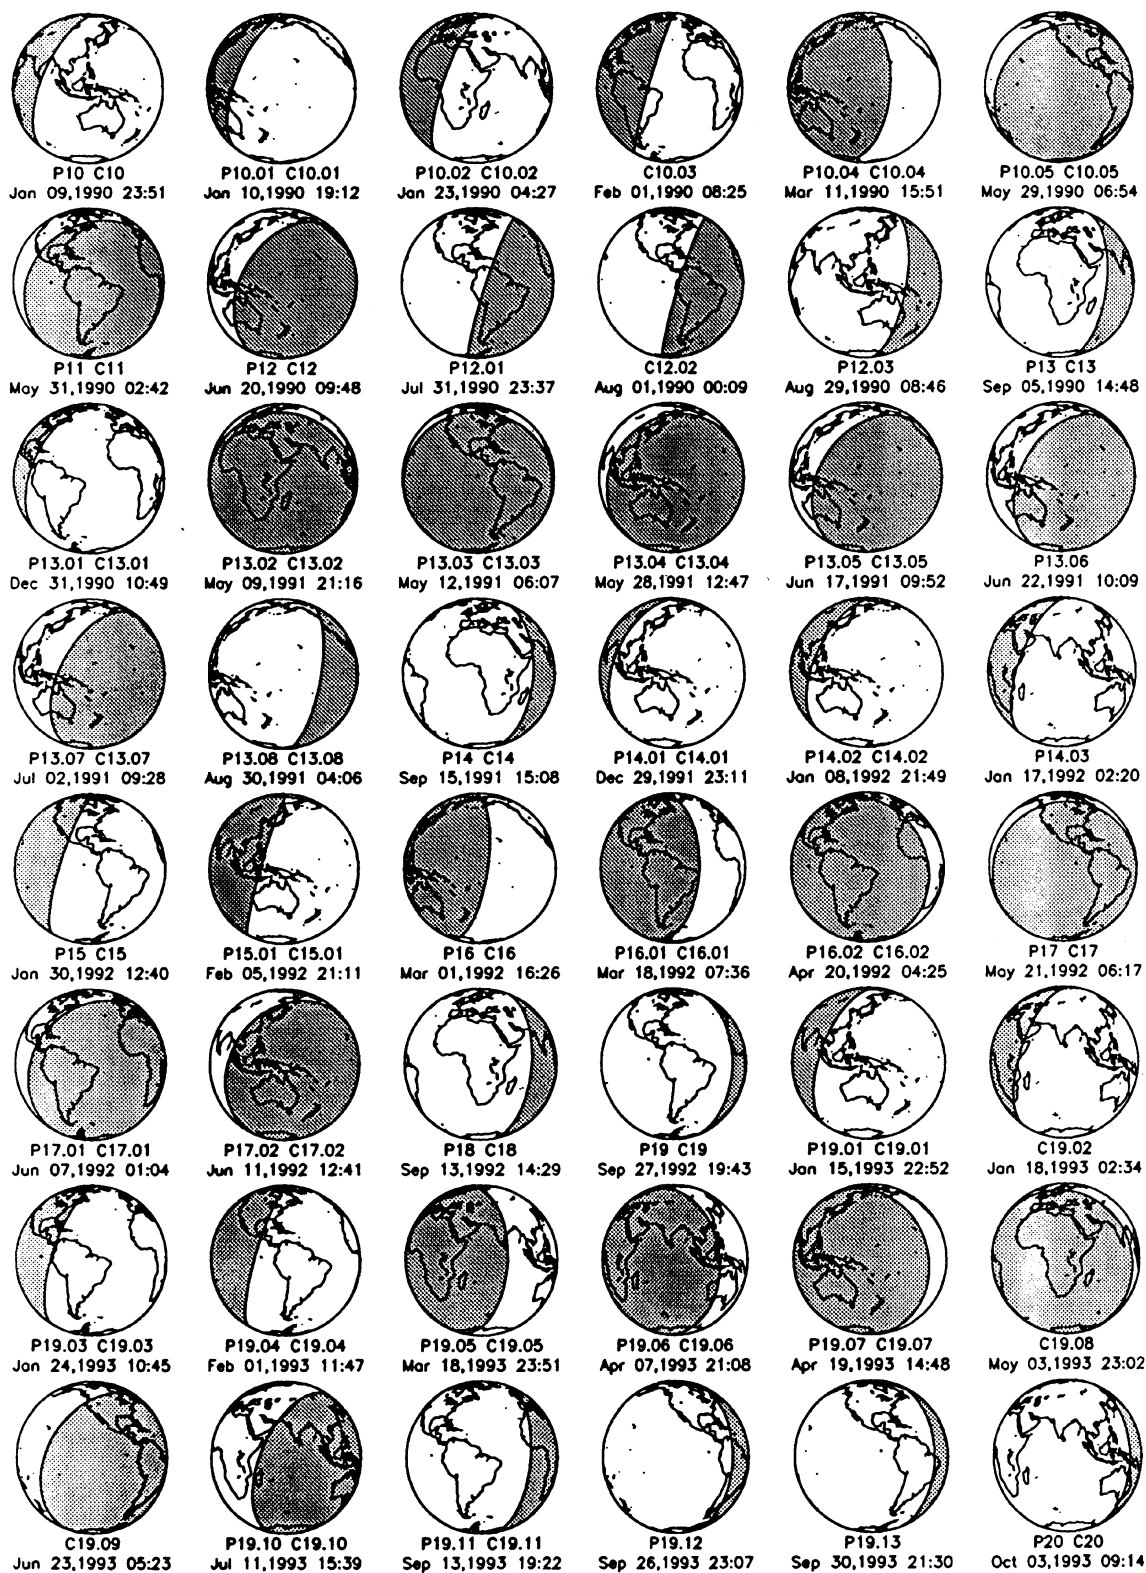 P10 C10 P10.01 C10.01 P10.02 C10.02 C10.03 P10.04 C10.04 P10.05 C10.05
Jan 09,1990 23:51 Jan 10,1990 19:12 Jan 23,1990 04:27 Feb 01,1990 08:25 Mar 11,1990 15:51 May 29,1990 06:54
P11 C11 P12 C12 P12.01 C12.02 P12.03 P13 C13
May 31,1990 02:42 Jun 20,1990 09:48 Jul 31,1990 23:37 Aug 01,1990 00:09 Aug 29,1990 08:46 Sep 05,1990 14:48
P13.01 C13.01 P13.02 C13.02 P13.03 C13.03 P13.04 C13.04 P13.05 C13.05 P13.06
Dec 31,1990 10:49 May 09,1991 21:16 May 12,1991 06:07 May 28,1991 12:47 Jun 17,1991 09:52 Jun 22,1991 10:09
P13.07 C13.07 P13.08 C13.08 P14 C14 P14.01 C14.01 P14.02 C14.02 P14.03
Jul 02,1991 09:28 Aug 30,1991 04:06 Sep 15,1991 15:08 Dec 29,1991 23:11 Jan 08,1992 21:49 Jan 17,1992 02:20
P15 C15 P15.01 C15.01 P16 C16 P16.01 C16.01 P16.02 C16.02 P17 C17
Jan 30,1992 12:40 Feb 05,1992 21:11 Mar 01,1992 16:26 Mar 18,1992 07:36 Apr 20,1992 04:25 May 21,1992 06:17
P17.01 C17.01 P17.02 C17.02 P18 C18 P19 C19 P19.01 C19.01 C19.02
Jun 07,1992 01:04 Jun 11,1992 12:41 Sep 13,1992 14:29 Sep 27,1992 19:43 Jan 15,1993 22:52 Jan 18,1993 02:34
P19.03 C19.03 P19.04 C19.04 P19.05 C19.05 P19.06 C19.06 P19.07 C19.07 C19.08
Jan 24,1993 10:45 Feb 01,1993 11:47 Mar 18,1993 23:51 Apr 07,1993 21:08 Apr 19,1993 14:48 May 03,1993 23:02
C19.09 P19.10 C19.10 P19.11 C19.11 P19.12 P19.13 P20 C20
Jun 23,1993 05:23 Jul 11,1993 15:39 Sep 13,1993 19:22 Sep 26,1993 23:07 Sep 30,1993 21:30 Oct 03,1993 09:14